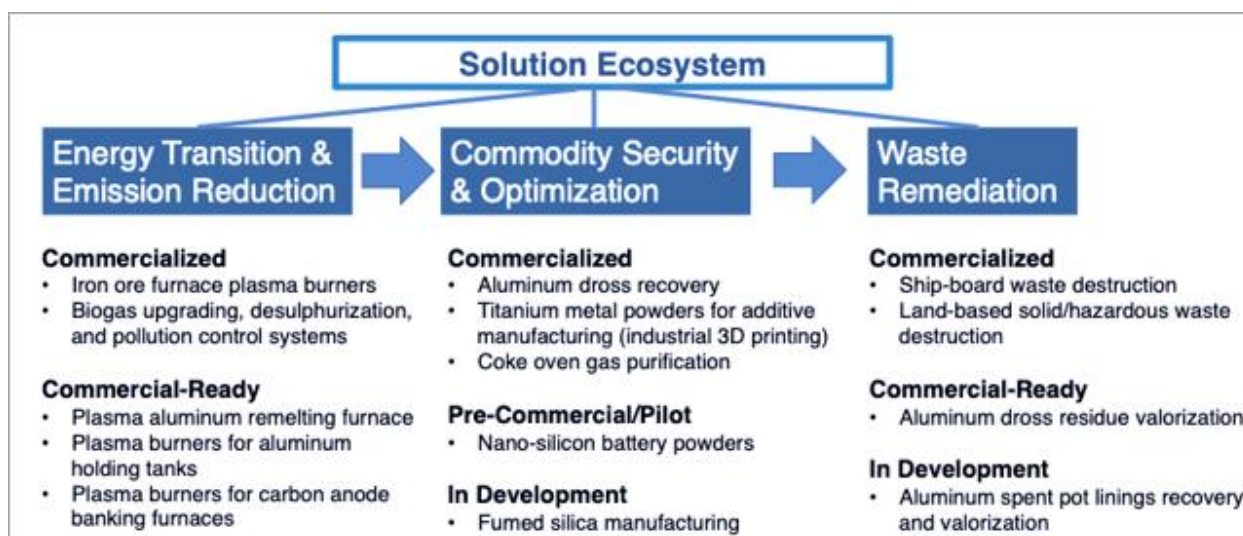 Solution Ecosystem
Energy Transition &
Emission Reduction
Commercialized
• Iron ore furnace plasma burners
• Biogas upgrading, desulphurization,
and pollution control systems
Commercial-Ready
• Plasma aluminum remelting furnace
• Plasma burners for aluminum
holding tanks
• Plasma burners for carbon anode
banking furnaces
Commodity Security
& Optimization
Commercialized
• Aluminum dross recovery
• Titanium metal powders for additive
manufacturing (industrial 3D printing)
• Coke oven gas purification
Pre-Commercial/Pilot
• Nano-silicon battery powders
In Development
• Fumed silica manufacturing
Waste
Remediation
Commercialized
• Ship-board waste destruction
• Land-based solid/hazardous waste
destruction
Commercial-Ready
• Aluminum dross residue valorization
In Development
• Aluminum spent pot linings recovery
and valorization